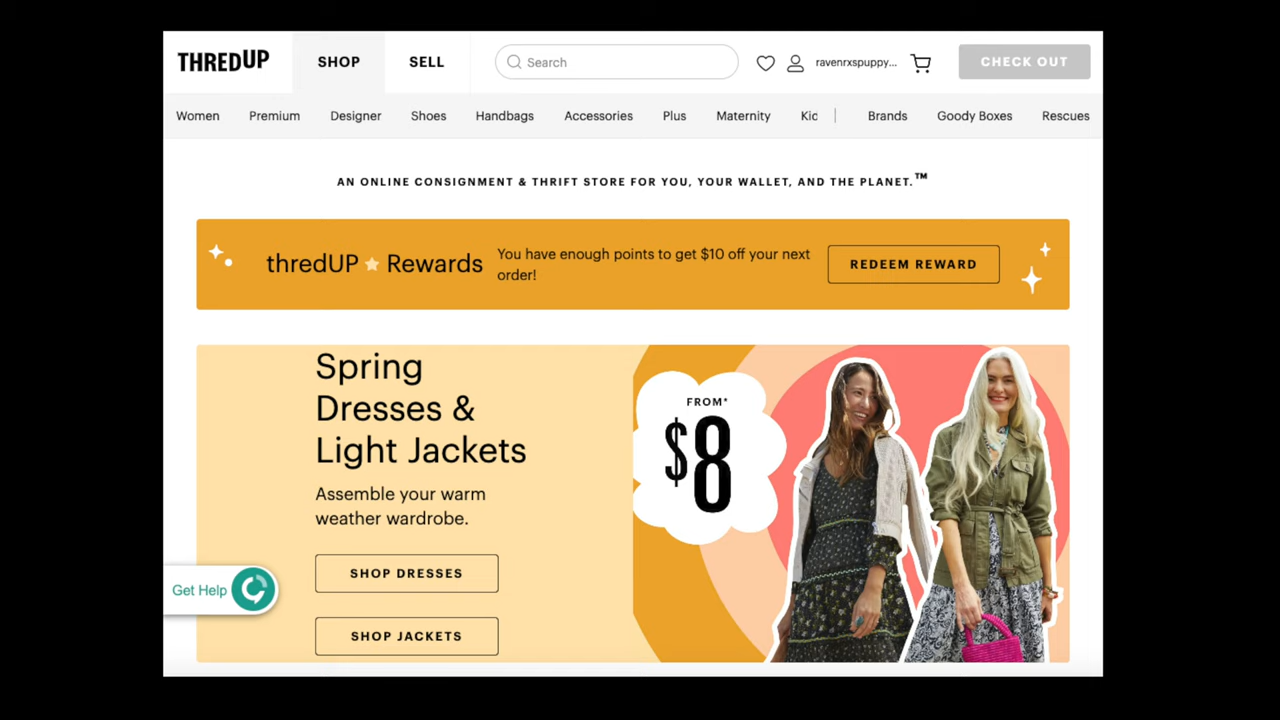 THREDUP
SHOP
SELL
Search
ravenrxspuppy...
CHECK OUT
Women
Premium
Designer
Shoes
Handbags
Accessories
Plus
Maternity
Kid
Brands
Goody Boxes
Rescues
AN ONLINE CONSIGNMENT & THRIFT STORE FOR YOU, YOUR WALLET, AND THE PLANET.™
thredUP Rewards
You have enough points to get $10 off your next
order!
REDEEM REWARD
Spring
Dresses &
Light Jackets
Assemble your warm
weather wardrobe.
SHOP DRESSES
SHOP JACKETS
FROM*
$8
Get Help